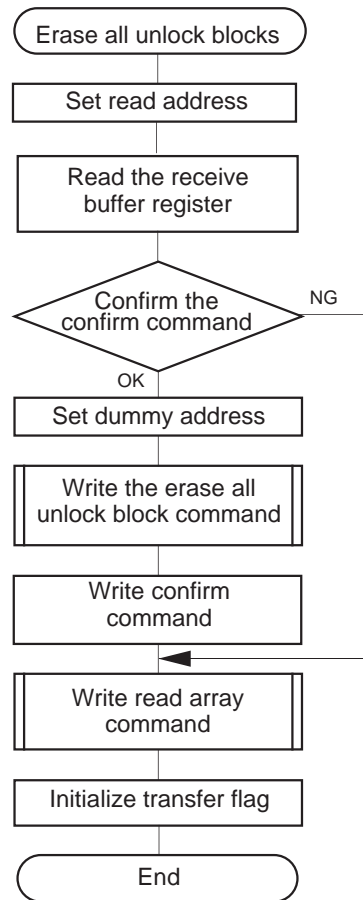 Erase all unlock blocks
Set read address
Read the receive
buffer register
Confirm the
confirm command
NG
OK
Set dummy address
Write the erase all
unlock block command
Write confirm
command
Write read array
command
Initialize transfer flag
End